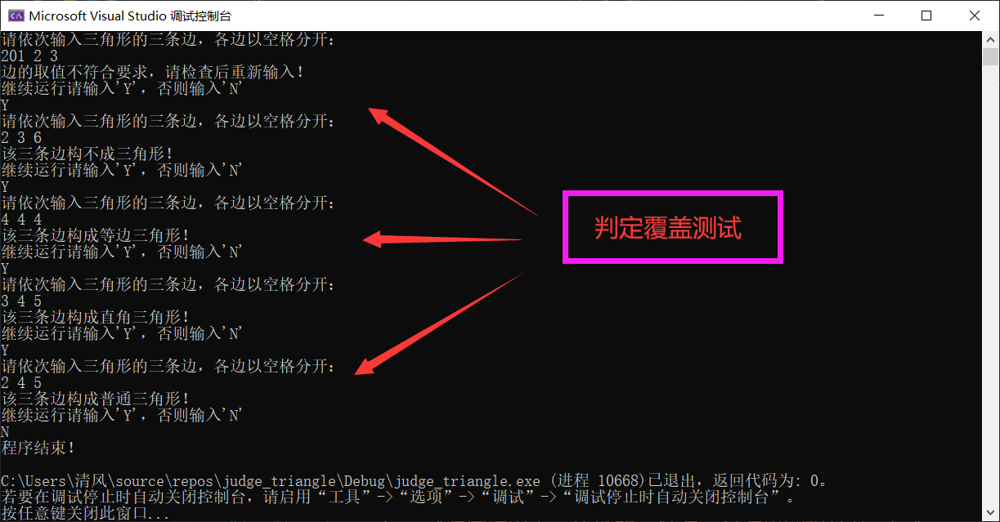 Microsoft Visual Studio 调试控制台
请依次输入三角形的三条边，各边以空格分开：
201 2 3
边的取值不符合要求，请检查后重新输入！
继续运行请输入'Y'，否则输入'N'
Y
请依次输入三角形的三条边，各边以空格分开：
2 3 6
该三条边构不成三角形！
继续运行请输入'Y'，否则输入'N'
Y
请依次输入三角形的三条边，各边以空格分开：
4 4 4
该三条边构成等边三角形！
继续运行请输入'Y'，否则输入'N'
Y
请依次输入三角形的三条边，各边以空格分开：
3 4 5
该三条边构成直角三角形！
继续运行请输入'Y'，否则输入'N'
Y
请依次输入三角形的三条边，各边以空格分开：
2 4 5
该三条边构成普通三角形！
继续运行请输入'Y'，否则输入'N'
N
程序结束！
C:\Users\清风\source\repos\judge_triangle\Debug\judge_triangle.exe (进程 10668)已退出，返回代码为: 0。
若要在调试停止时自动关闭控制台，请启用“工具”->“选项”->“调试”->“调试停止时自动关闭控制台”。
按任意键关闭此窗口...
判定覆盖测试